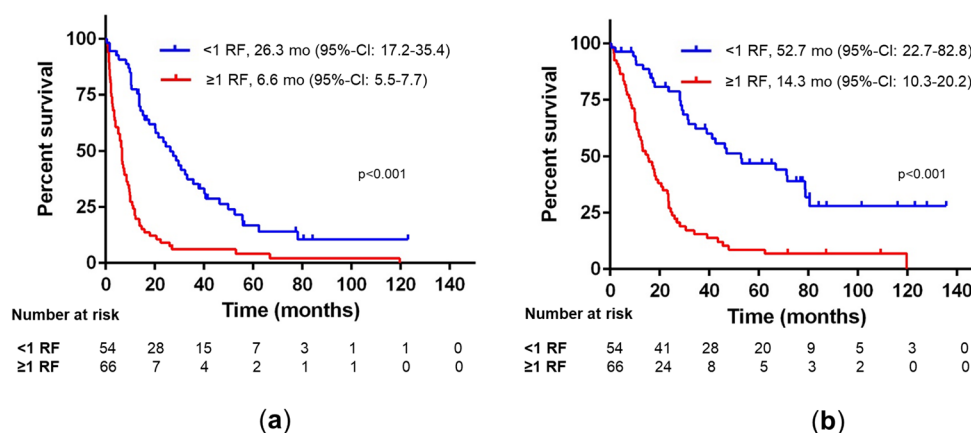 (a)
Percent survival
100
75
50
25
0
<1 RF, 26.3 mo (95%-CI: 17.2-35.4)
≥1 RF, 6.6 mo (95%-CI: 5.5-7.7)
p<0.001
0 20 40 60 80 100 120 140
Time (months)
Number at risk
<1 RF 54 28 15 7 3 1 1 0
≥1 RF 66 7 4 2 1 1 0 0
(a)
(b)
Percent survival
100
75
50
25
0
<1 RF, 52.7 mo (95%-CI: 22.7-82.8)
≥1 RF, 14.3 mo (95%-CI: 10.3-20.2)
p<0.001
0 20 40 60 80 100 120 140
Time (months)
Number at risk
<1 RF 54 41 28 20 9 5 3 0
≥1 RF 66 24 8 5 3 2 0 0
(b)